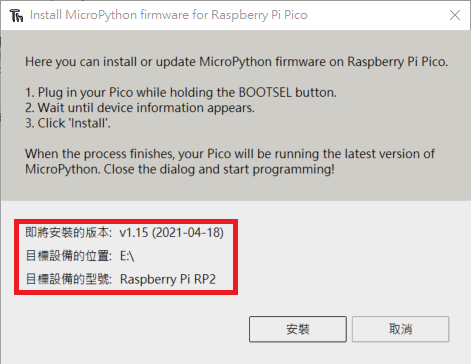 Install MicroPython firmware for Raspberry Pi Pico
Here you can install or update MicroPython firmware on Raspberry Pi Pico.
1. Plug in your Pico while holding the BOOTSEL button.
2. Wait until device information appears.
3. Click 'Install'.
When the process finishes, your Pico will be running the latest version of
MicroPython. Close the dialog and start programming!
即將安裝的版本: v1.15 (2021-04-18)
目標設備的位置: E:\
目標設備的型號: Raspberry Pi RP2
安裝
取消